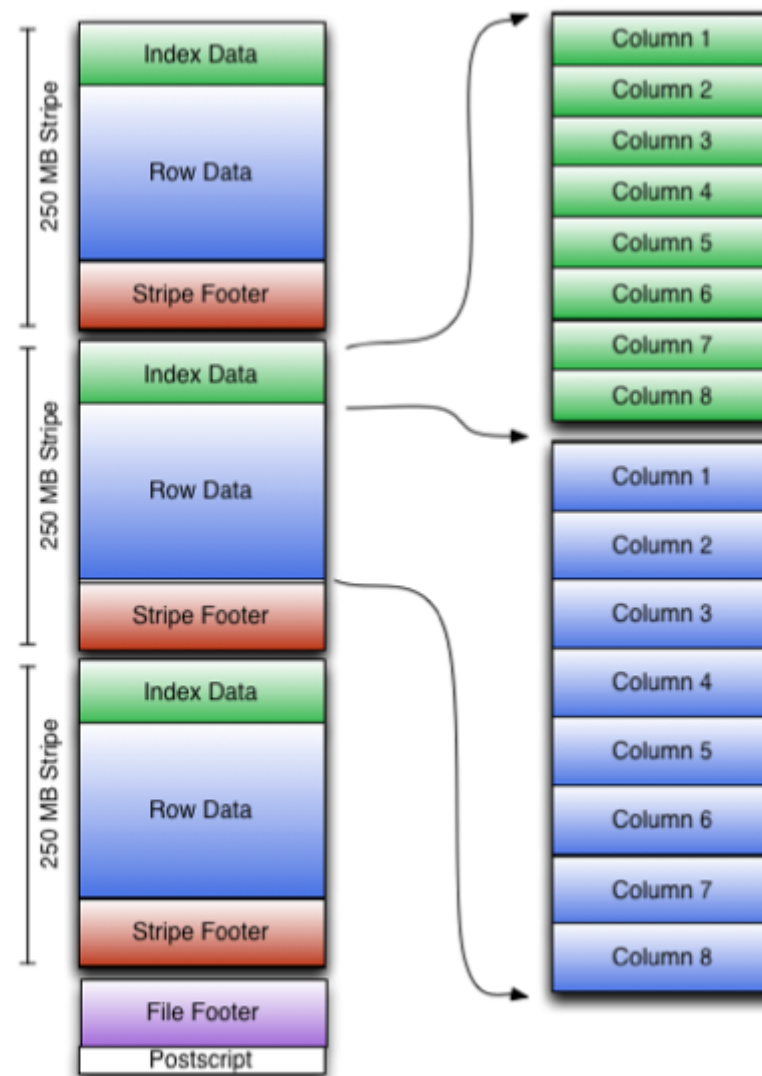 250 MB Stripe
Index Data
Row Data
Stripe Footer
250 MB Stripe
Index Data
Row Data
Stripe Footer
250 MB Stripe
Index Data
Row Data
Stripe Footer
File Footer
Postscript
Column 1
Column 2
Column 3
Column 4
Column 5
Column 6
Column 7
Column 8
Column 1
Column 2
Column 3
Column 4
Column 5
Column 6
Column 7
Column 8